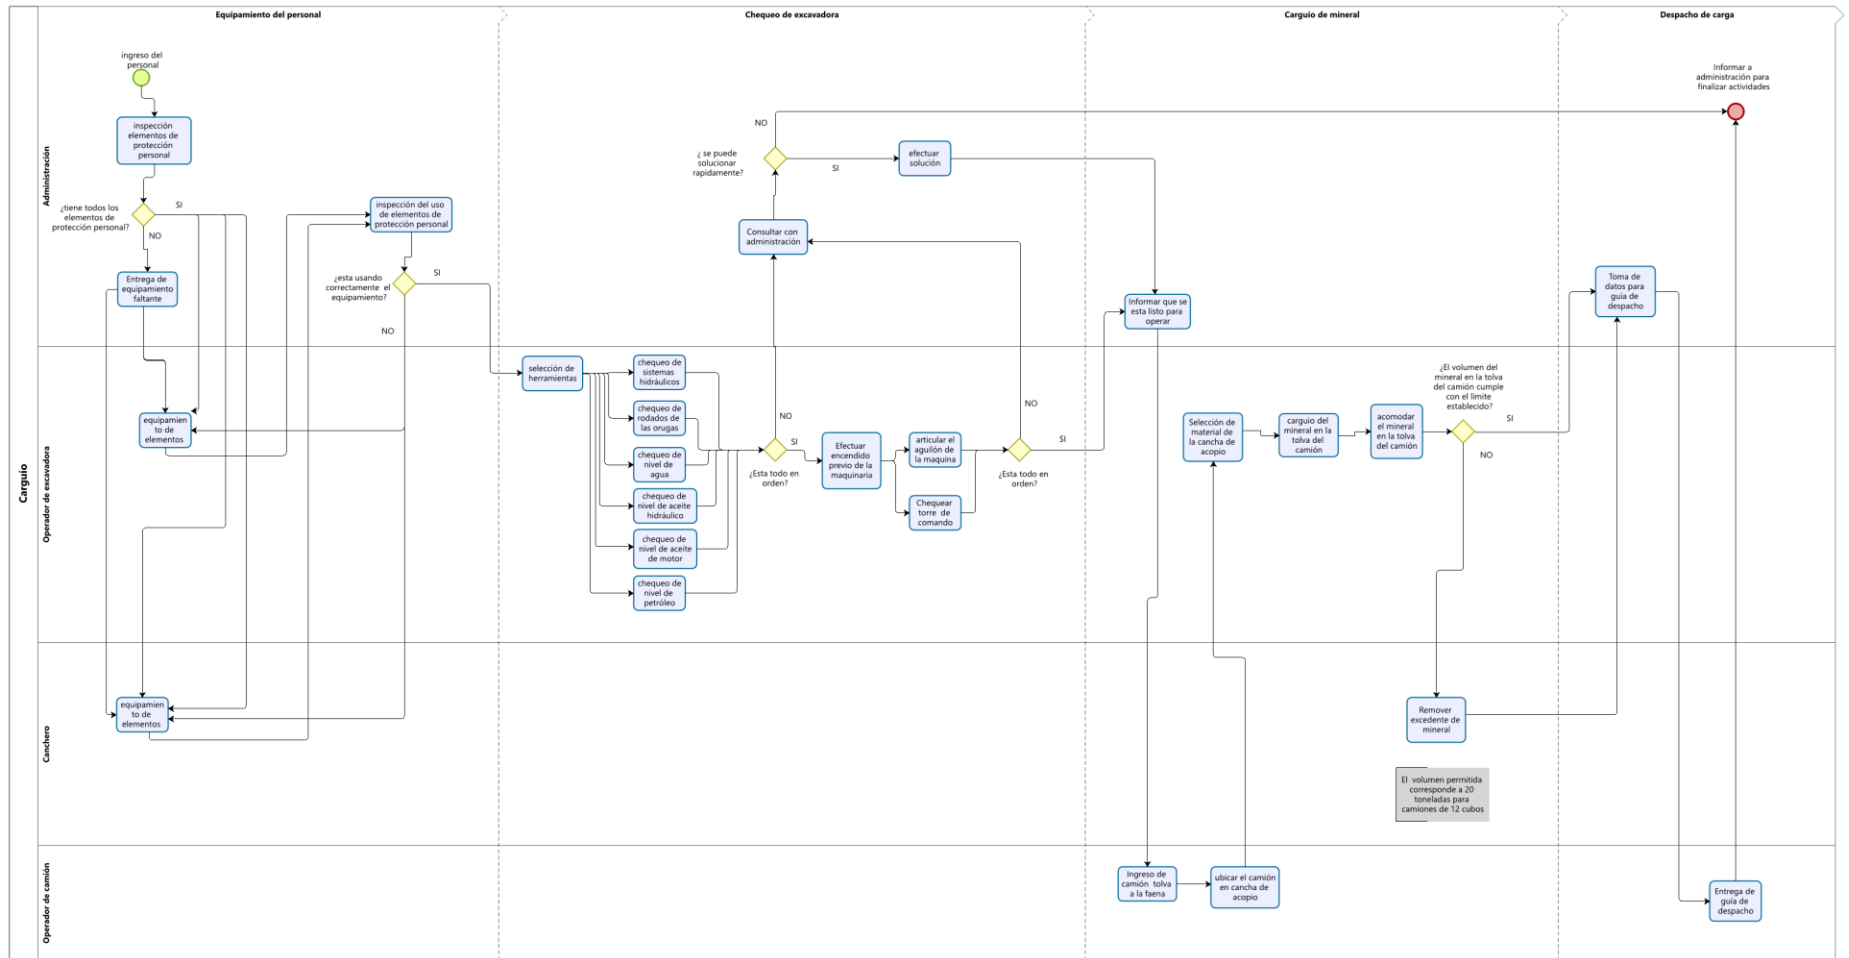 Equipamiento del personal
Chequeo de excavadora
Carguío de mineral
Despacho de carga
Carguío
Administración
ingreso del
personal
inspección
elementos de
protección
personal
¿tiene todos los
elementos de
protección personal?
SI
NO
Entrega de
equipamiento
faltante
inspección del uso
de elementos de
protección personal
¿esta usando
correctamente el
equipamiento?
SI
NO
NO
¿ se puede
solucionar
rapidamente?
SI
efectuar
solución
Consultar con
administración
Informar que se
esta listo para
operar
Informar a
administración para
finalizar actividades
Toma de
datos para
guía de
despacho
Operador de excavadora
equipamien
to de
elementos
selección de
herramientas
chequeo de
sistemas
hidráulicos
chequeo de
rodados de
las orugas
chequeo de
nivel de
agua
chequeo de
nivel de aceite
hidráulico
chequeo de
nivel de aceite
de motor
chequeo de
nivel de
petróleo
NO
SI
¿Esta todo en
orden?
Efectuar
encendido
previo de la
maquinaria
articular el
aguilón de
la maquina
Chequear
torre de
comando
NO
SI
¿Esta todo en
orden?
Selección de
material de
la cancha de
acopio
carguio del
mineral en la
tolva del
camión
acomodar
el mineral
en la tolva
del camión
¿El volumen del
mineral en la tolva
del camión cumple
con el límite
establecido?
SI
NO
Canchero
equipamien
to de
elementos
Remover
excedente de
mineral
El volumen permitida
corresponde a 20
toneladas para
camiones de 12 cubos
Operador de camión
Ingreso de
camión tolva
a la faena
ubicar el camión
en cancha de
acopio
Entrega de
guía de
despacho